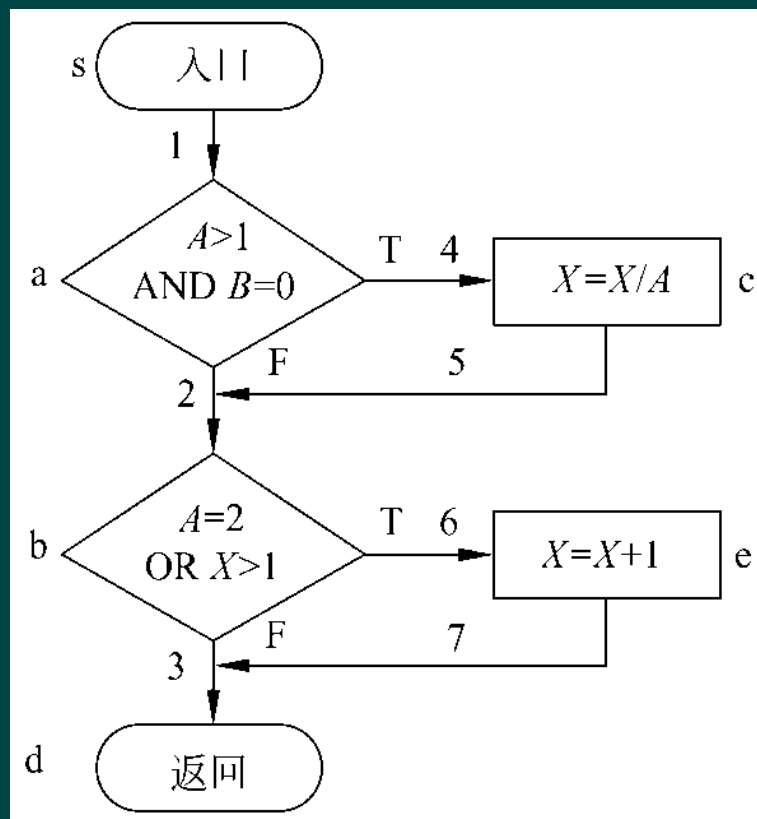 s
入口
1
A>1
AND B=0
a
T
4
X=X/A
c
F
5
2
A=2
OR X>1
b
T
6
X=X+1
e
F
7
3
d
返回